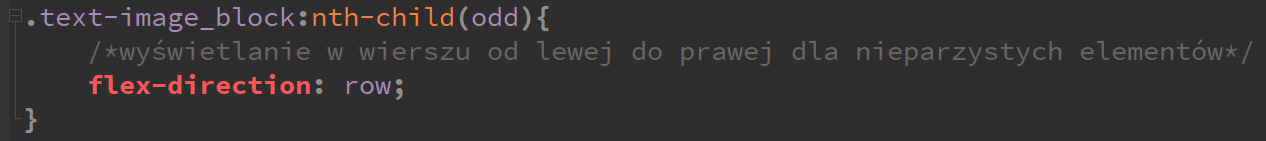 .text-image_block:nth-child(odd){
/*wyświetlanie w wierszu od lewej do prawej dla nieparzystych elementów*/
flex-direction: row;
}